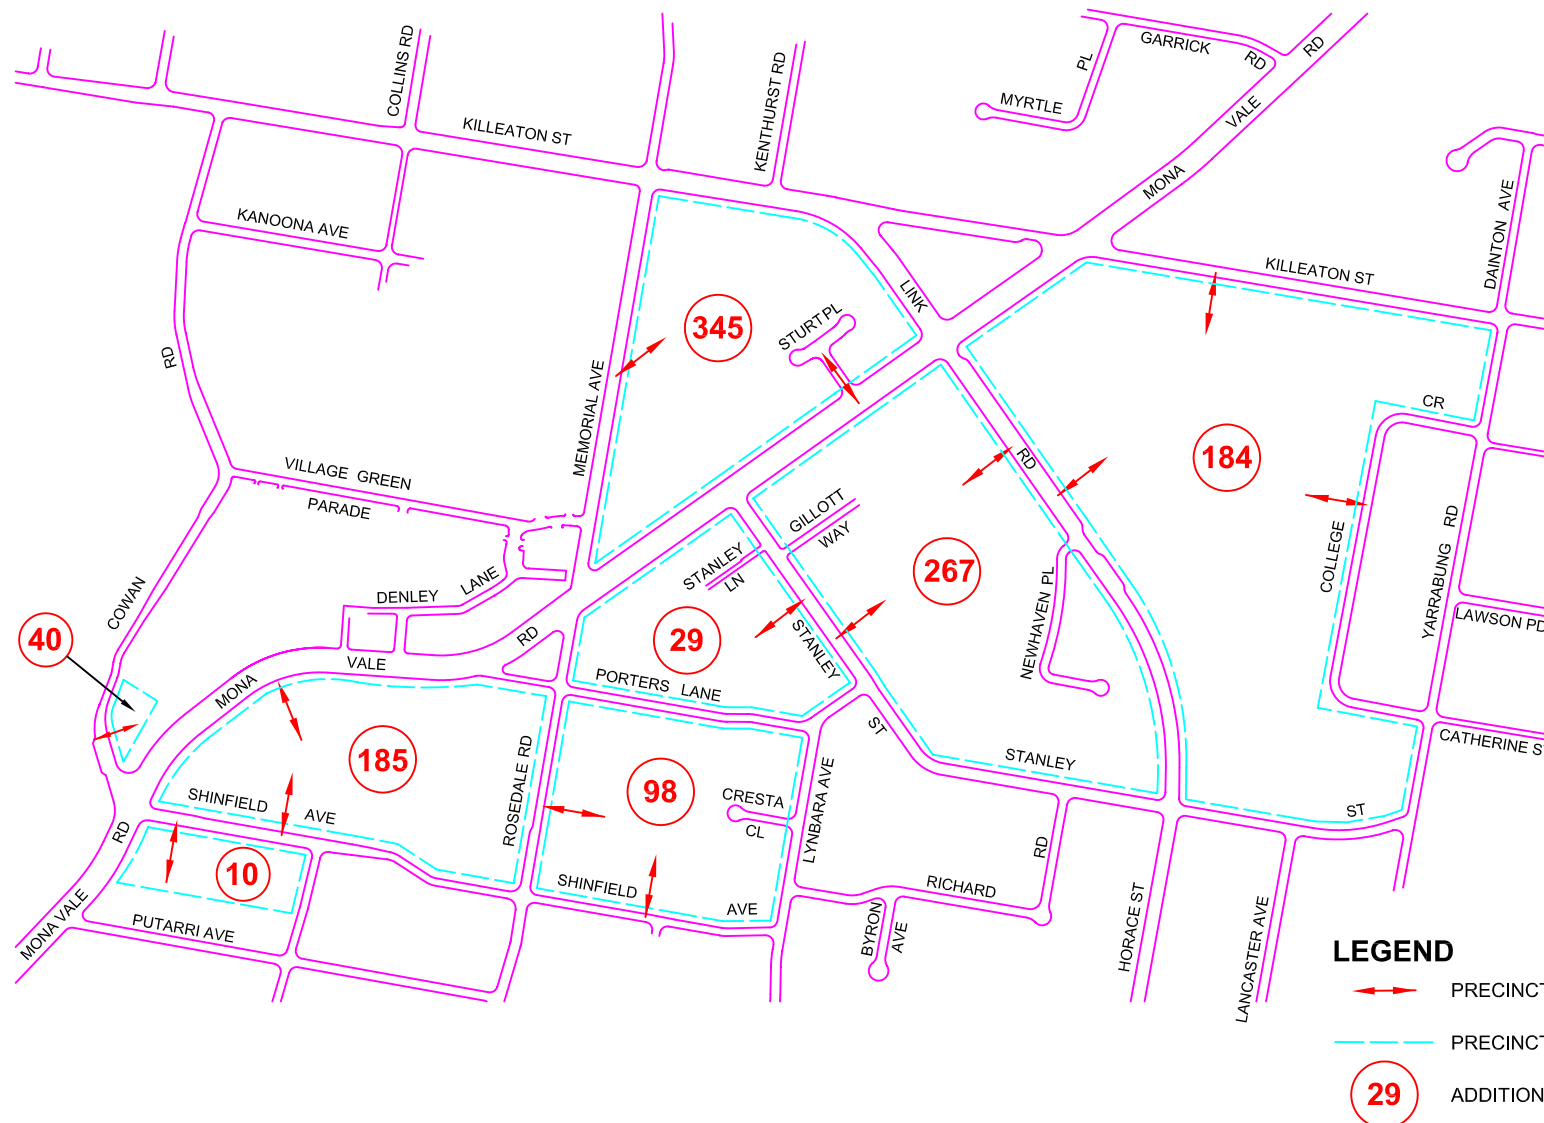 GARRICK
RD
RD
COLLINS RD
PL
KENTHURST RD
MYRTLE
VALE
KILLEATON ST
MONA
KANOONA AVE
DAINTON AVE
KILLEATON ST
LINK
345
STURT PL
RD
MEMORIAL AVE
CR
184
RD
VILLAGE GREEN
PARADE
GILLOTT
WAY
YARRABUNG RD
STANLEY
LN
267
COLLEGE
DENLEY LANE
COWAN
40
29
RD
STANLEY
NEWHAVEN PL
LAWSON PD
VALE
MONA
PORTERS LANE
ST
CATHERINE S
185
ROSEDALE RD
98
STANLEY
SHINFIELD
AVE
CRESTA
CL
LYNBARA AVE
ST
RD
RD
10
SHINFIELD
AVE
RICHARD
MONA VALE
PUTARRI AVE
BYRON
AVE
HORACE ST
LANCASTER AVE
LEGEND
PRECINCT
PRECINCT
29
ADDITION